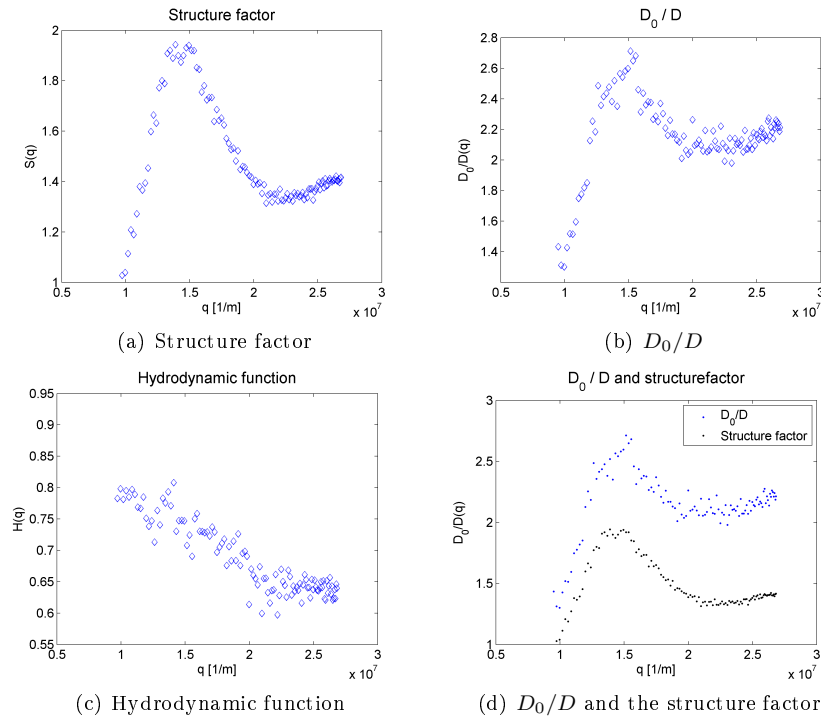 Structure factor
2
1.8
1.6
1.4
1.2
1
S(q)
0.5
1
1.5
2
2.5
3
q [1/m]
x 10^7
(a) Structure factor
D_0 / D
2.8
2.6
2.4
2.2
2
1.8
1.6
1.4
D_0/D(q)
0.5
1
1.5
2
2.5
3
q [1/m]
x 10^7
(b) D_0/D
Hydrodynamic function
0.95
0.9
0.85
0.8
0.75
0.7
0.65
0.6
0.55
H(q)
0.5
1
1.5
2
2.5
3
q [1/m]
x 10^7
(c) Hydrodynamic function
D_0 / D and structurefactor
3
2.5
2
1.5
1
D_0/D(q)
D_0/D
Structure factor
0.5
1
1.5
2
2.5
3
q [1/m]
x 10^7
(d) D_0/D and the structure factor